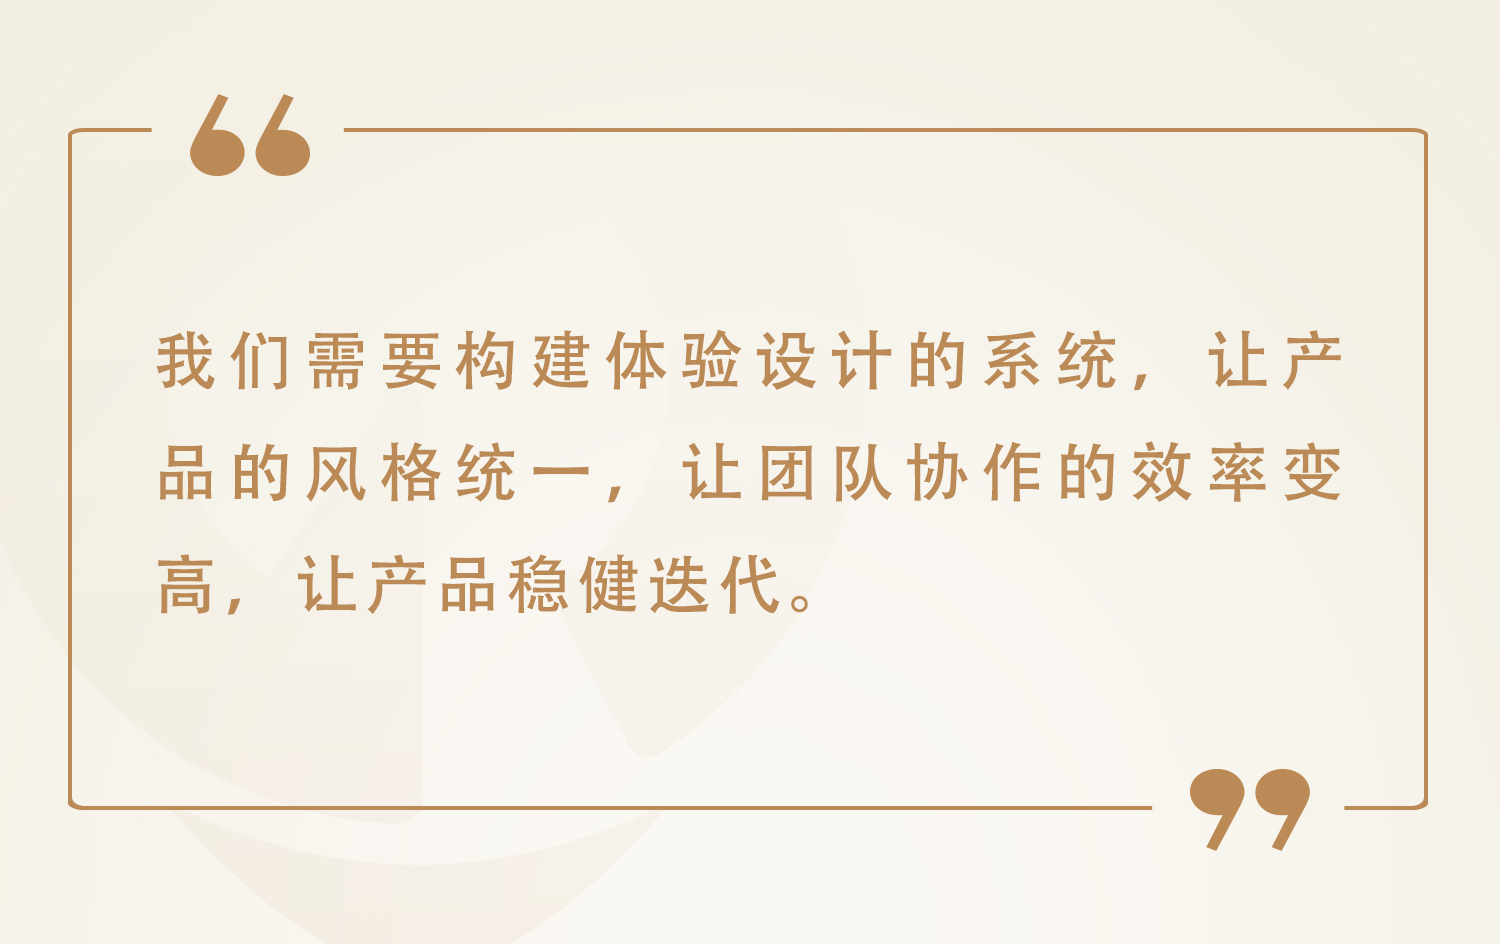 “
我们需要构建体验设计的系统，让产
品的风格统一，让团队协作的效率变
高，让产品稳健迭代。
”